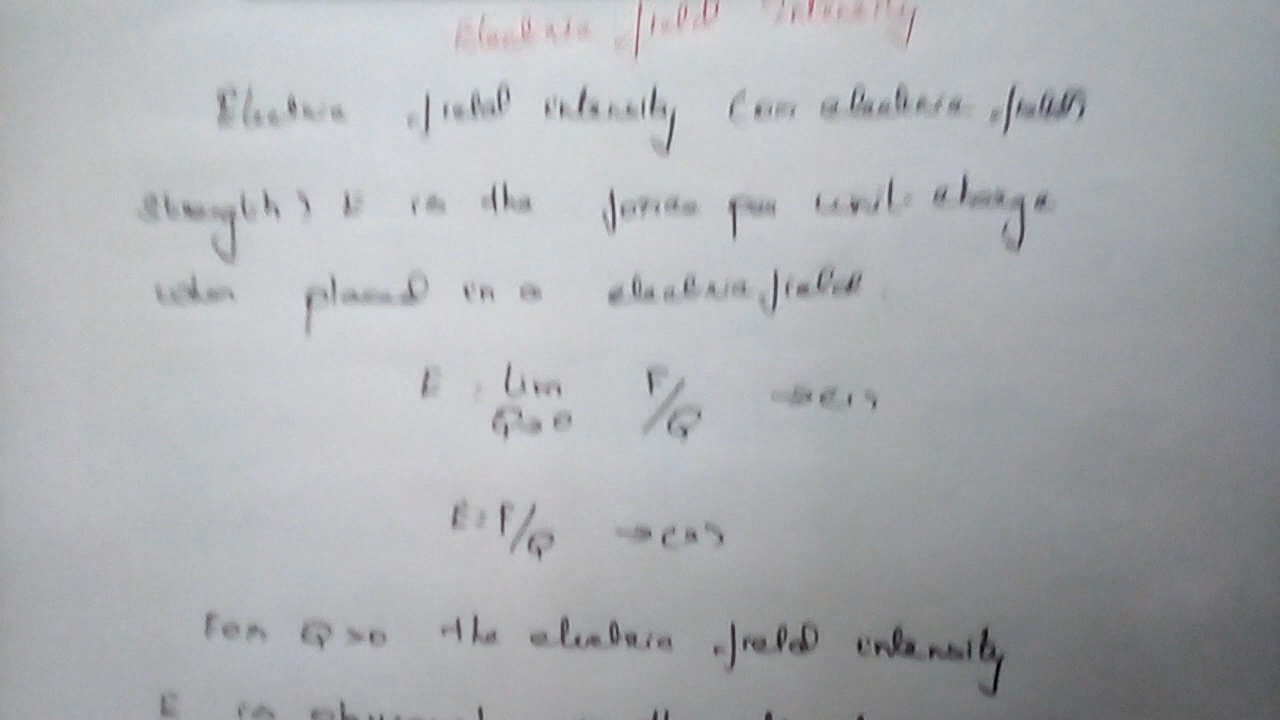 Electric field Intensity
Electric field intensity (or electric field
strength) E is the force per unit charge
when placed in a electric field.
E = lim F/Q → (1)
Q→0
E = F/Q → (2)
For Q>0 the electric field intensity
E is